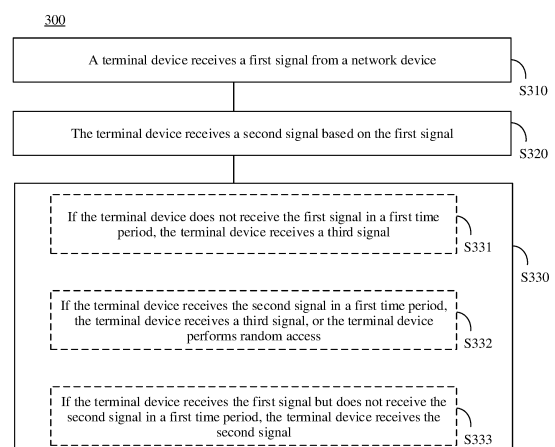 300
A terminal device receives a first signal from a network device
S310
The terminal device receives a second signal based on the first signal
S320
If the terminal device does not receive the first signal in a first time
period, the terminal device receives a third signal
S331
S330
If the terminal device receives the second signal in a first time period,
the terminal device receives a third signal, or the terminal device
performs random access
S332
If the terminal device receives the first signal but does not receive the
second signal in a first time period, the terminal device receives the
second signal
S333